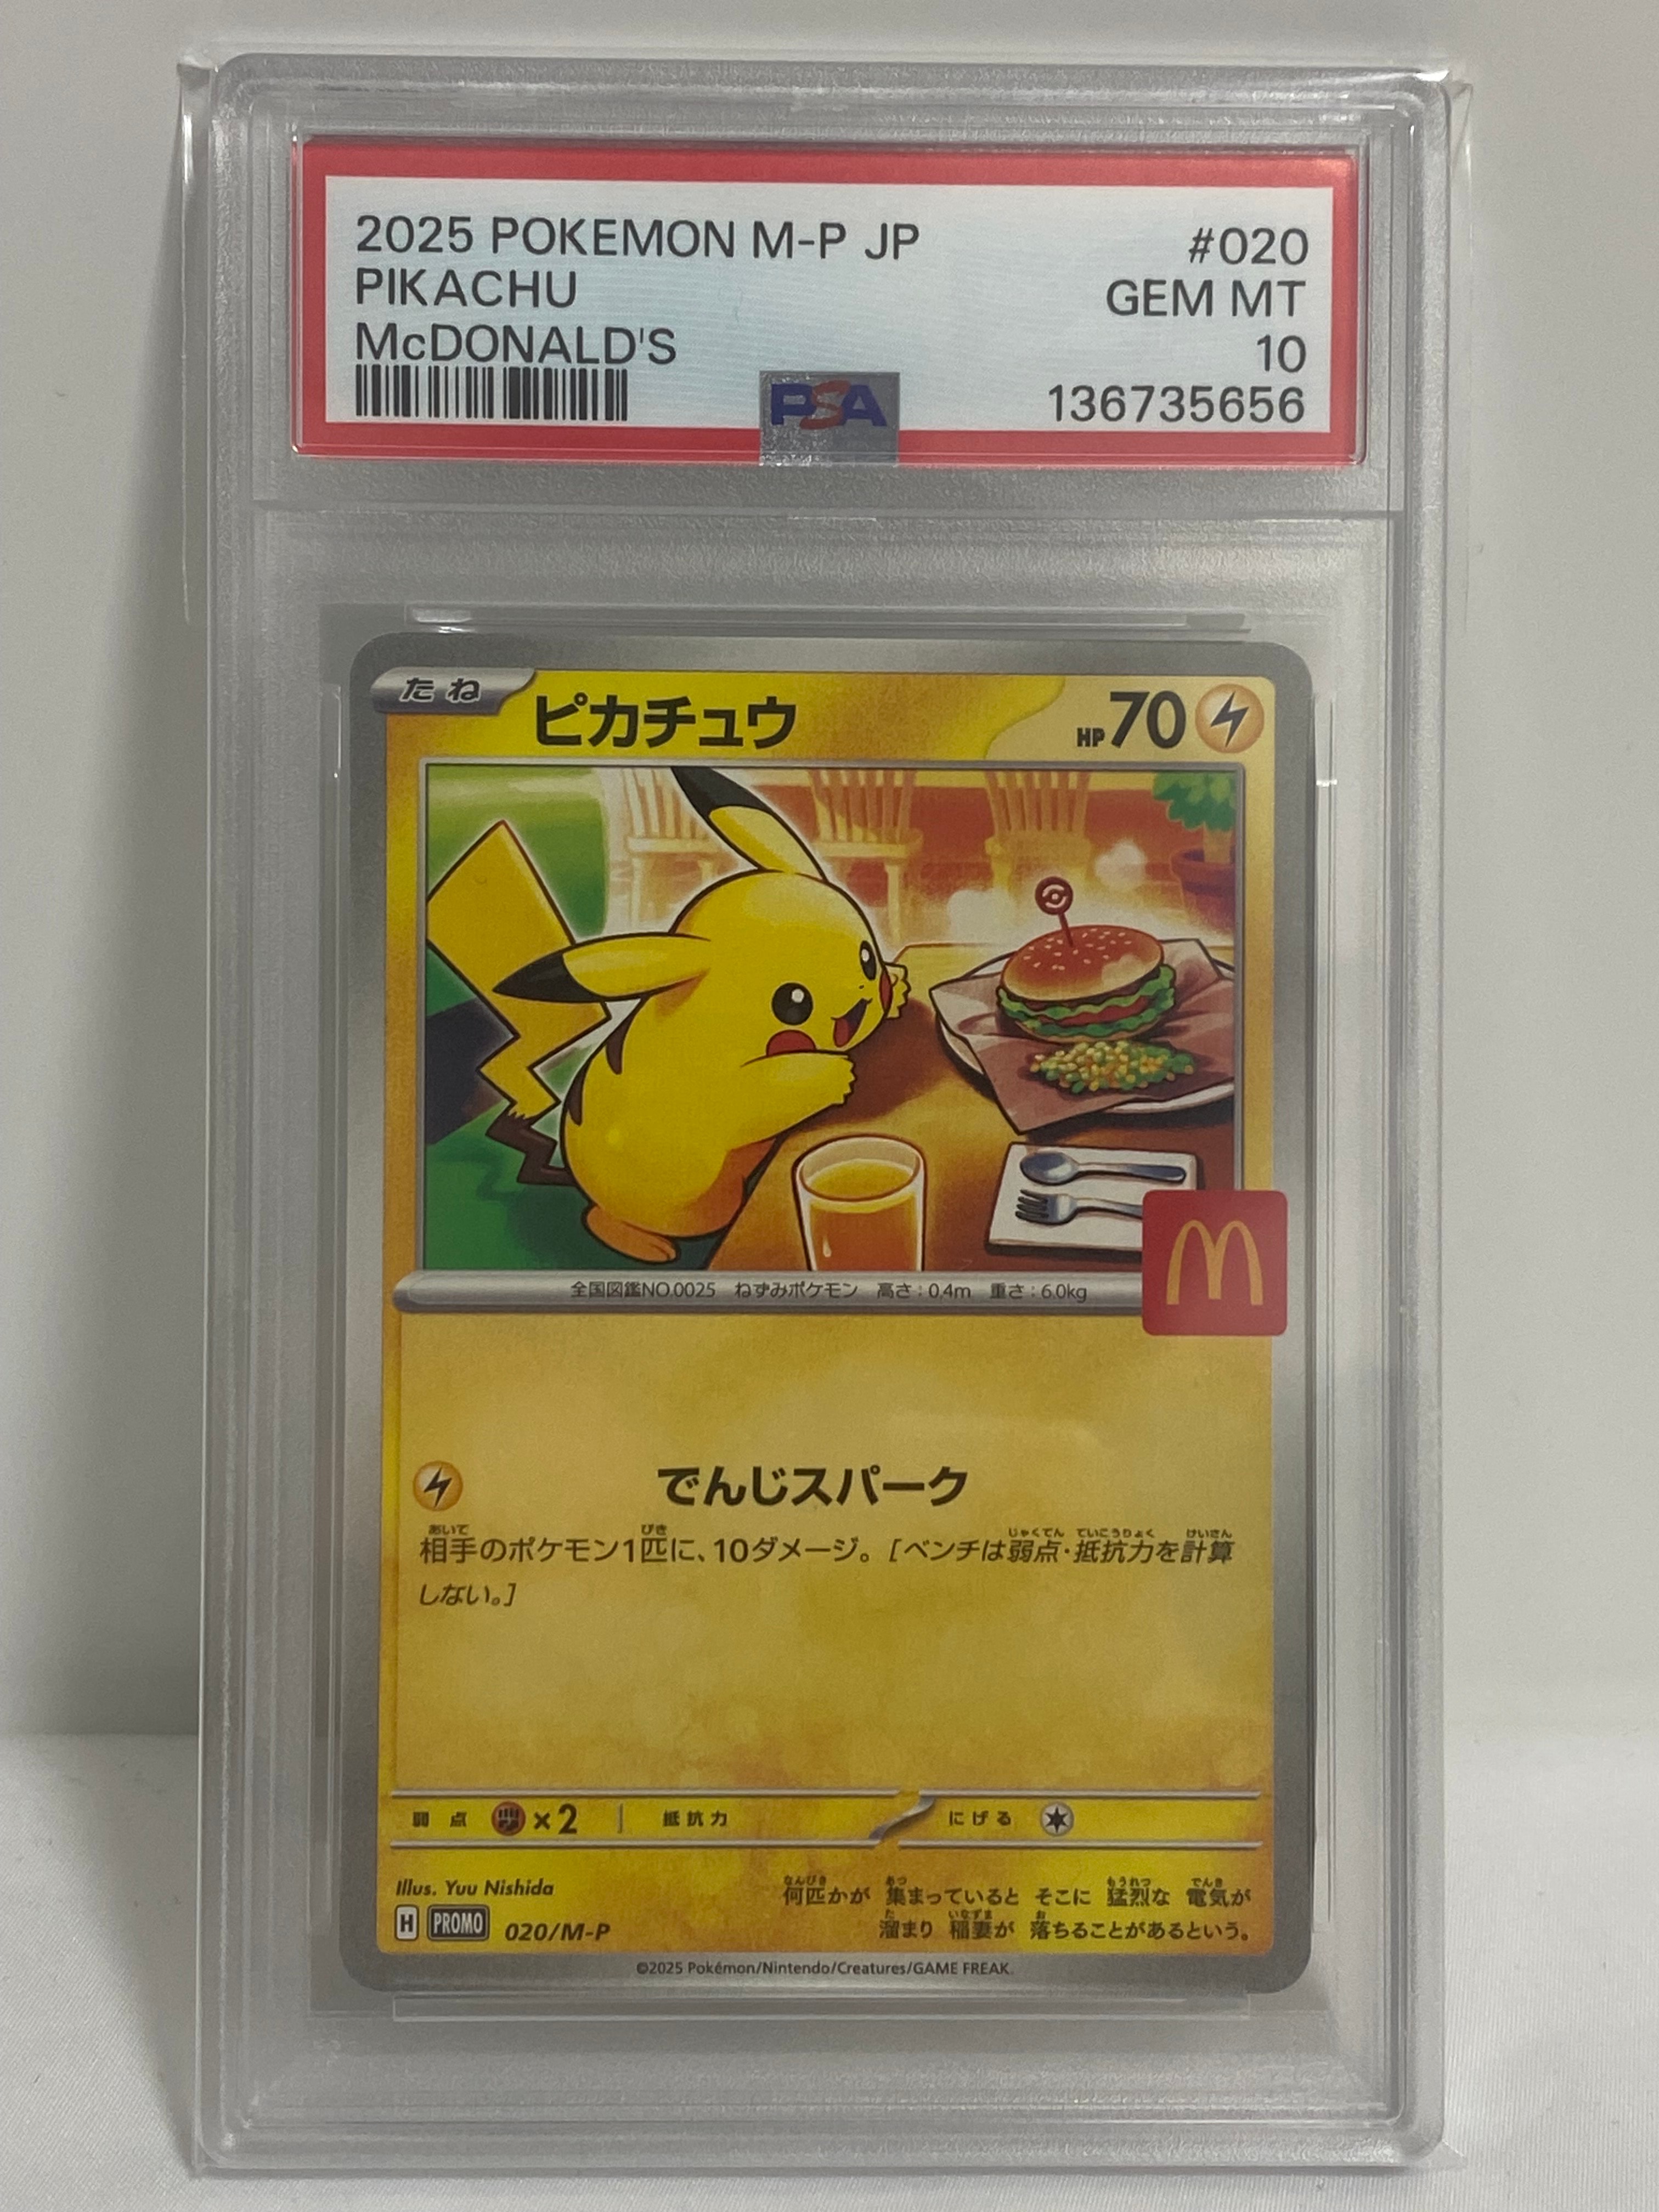 2025 POKEMON M-P JP #020
PIKACHU GEM MT
McDONALD'S 10
PSA 136735656
たね ピカチュウ HP70
全国図鑑NO.0025 ねずみポケモン 高さ:0.4m 重さ:6.0kg
でんじスパーク
相手のポケモン1匹に、10ダメージ。[ベンチは弱点・抵抗力を計算
しない。]
弱点 ×2 抵抗力 にげる
Illus. Yuu Nishida
H PROMO 020/M-P
何匹かが 集まっていると そこに 猛烈な 電気が
溜まり 稲妻が 落ちることがあるという。
©2025 Pokémon/Nintendo/Creatures/GAME FREAK.